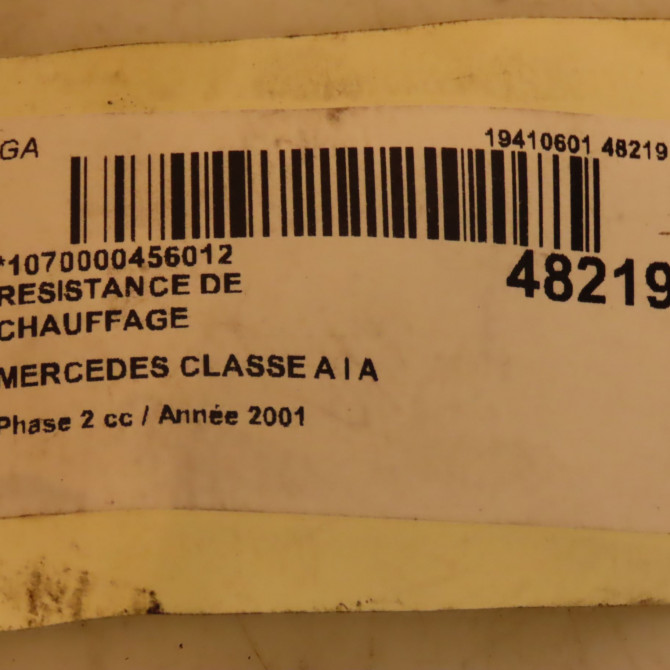 GA
19410601 48219
*1070000456012
48219
RESISTANCE DE
CHAUFFAGE
MERCEDES CLASSE A I A
Phase 2 cc / Année 2001